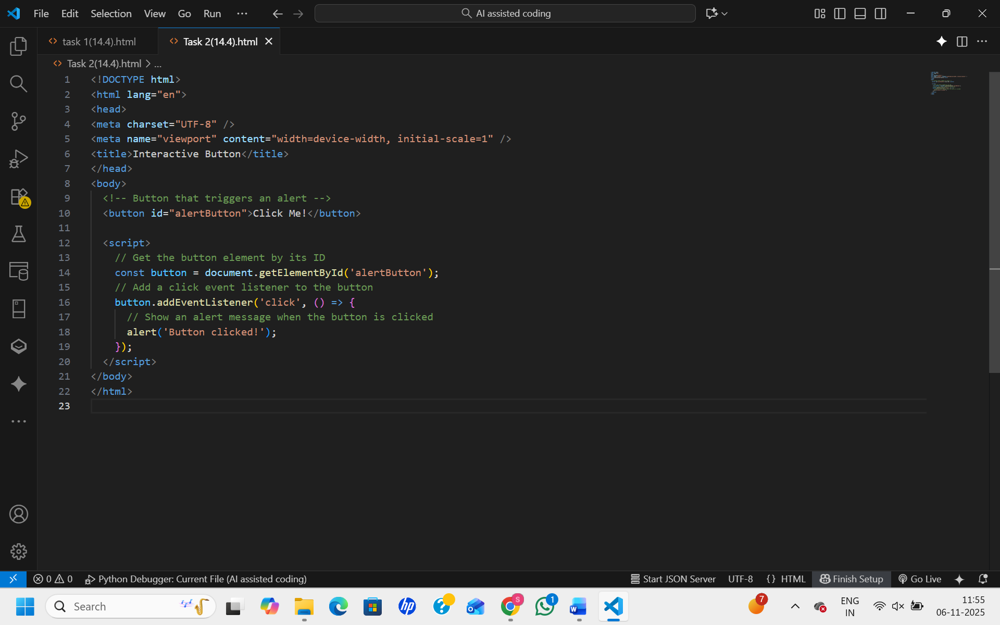 File Edit Selection View Go Run ... AI assisted coding
task 1(14.4).html Task 2(14.4).html
Task 2(14.4).html > ...
1 <!DOCTYPE html>
2 <html lang="en">
3 <head>
4 <meta charset="UTF-8" />
5 <meta name="viewport" content="width=device-width, initial-scale=1" />
6 <title>Interactive Button</title>
7 </head>
8 <body>
9 <!-- Button that triggers an alert -->
10 <button id="alertButton">Click Me!</button>
11
12 <script>
13 // Get the button element by its ID
14 const button = document.getElementById('alertButton');
15 // Add a click event listener to the button
16 button.addEventListener('click', () => {
17 // Show an alert message when the button is clicked
18 alert('Button clicked!');
19 });
20 </script>
21 </body>
22 </html>
23
0 0 Python Debugger: Current File (AI assisted coding) Start JSON Server UTF-8 {} HTML Finish Setup Go Live
Search hp S 1 W 7 ENG 11:55
IN 06-11-2025